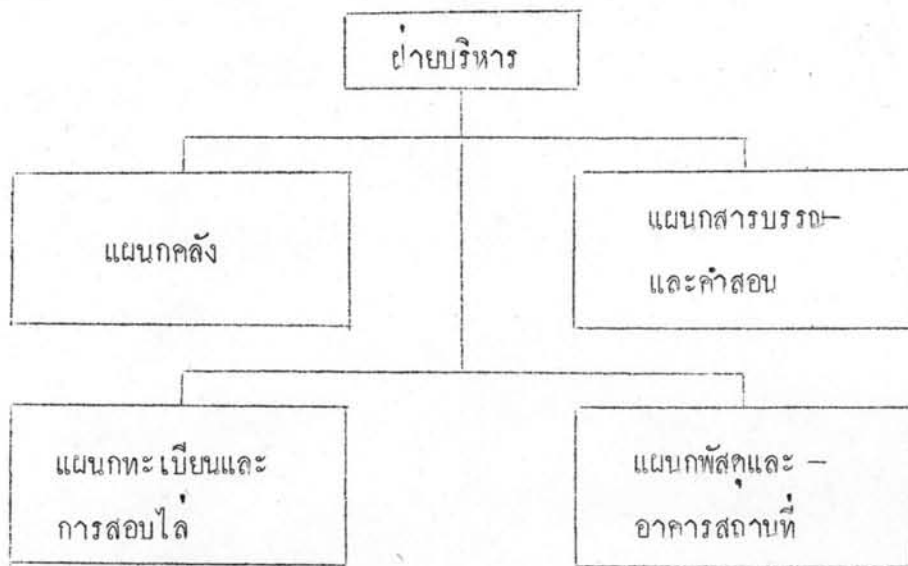 ฝ่ายบริหาร
แผนกคลัง
แผนกสารบรรณ-
และคำสอน
แผนกทะเบียนและ
การสอบไล่
แผนกพัสดุและ -
อาคารสถานที่